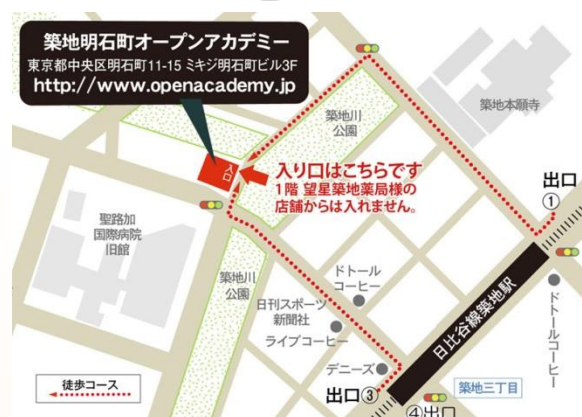 築地明石町オープンアカデミー
東京都中央区明石町11-15 ミキジ明石町ビル3F
http://www.openacademy.jp
築地本願寺
築地川
公園
入口
入り口はこちらです
1階 望星築地薬局様の
店舗からは入れません。
出口
①
聖路加
国際病院
旧館
築地川
公園
ドトール
コーヒー
日刊スポーツ
新聞社
ライブコーヒー
日比谷線築地駅
ドトールコーヒー
デニーズ
出口③
築地三丁目
④出口
徒歩コース